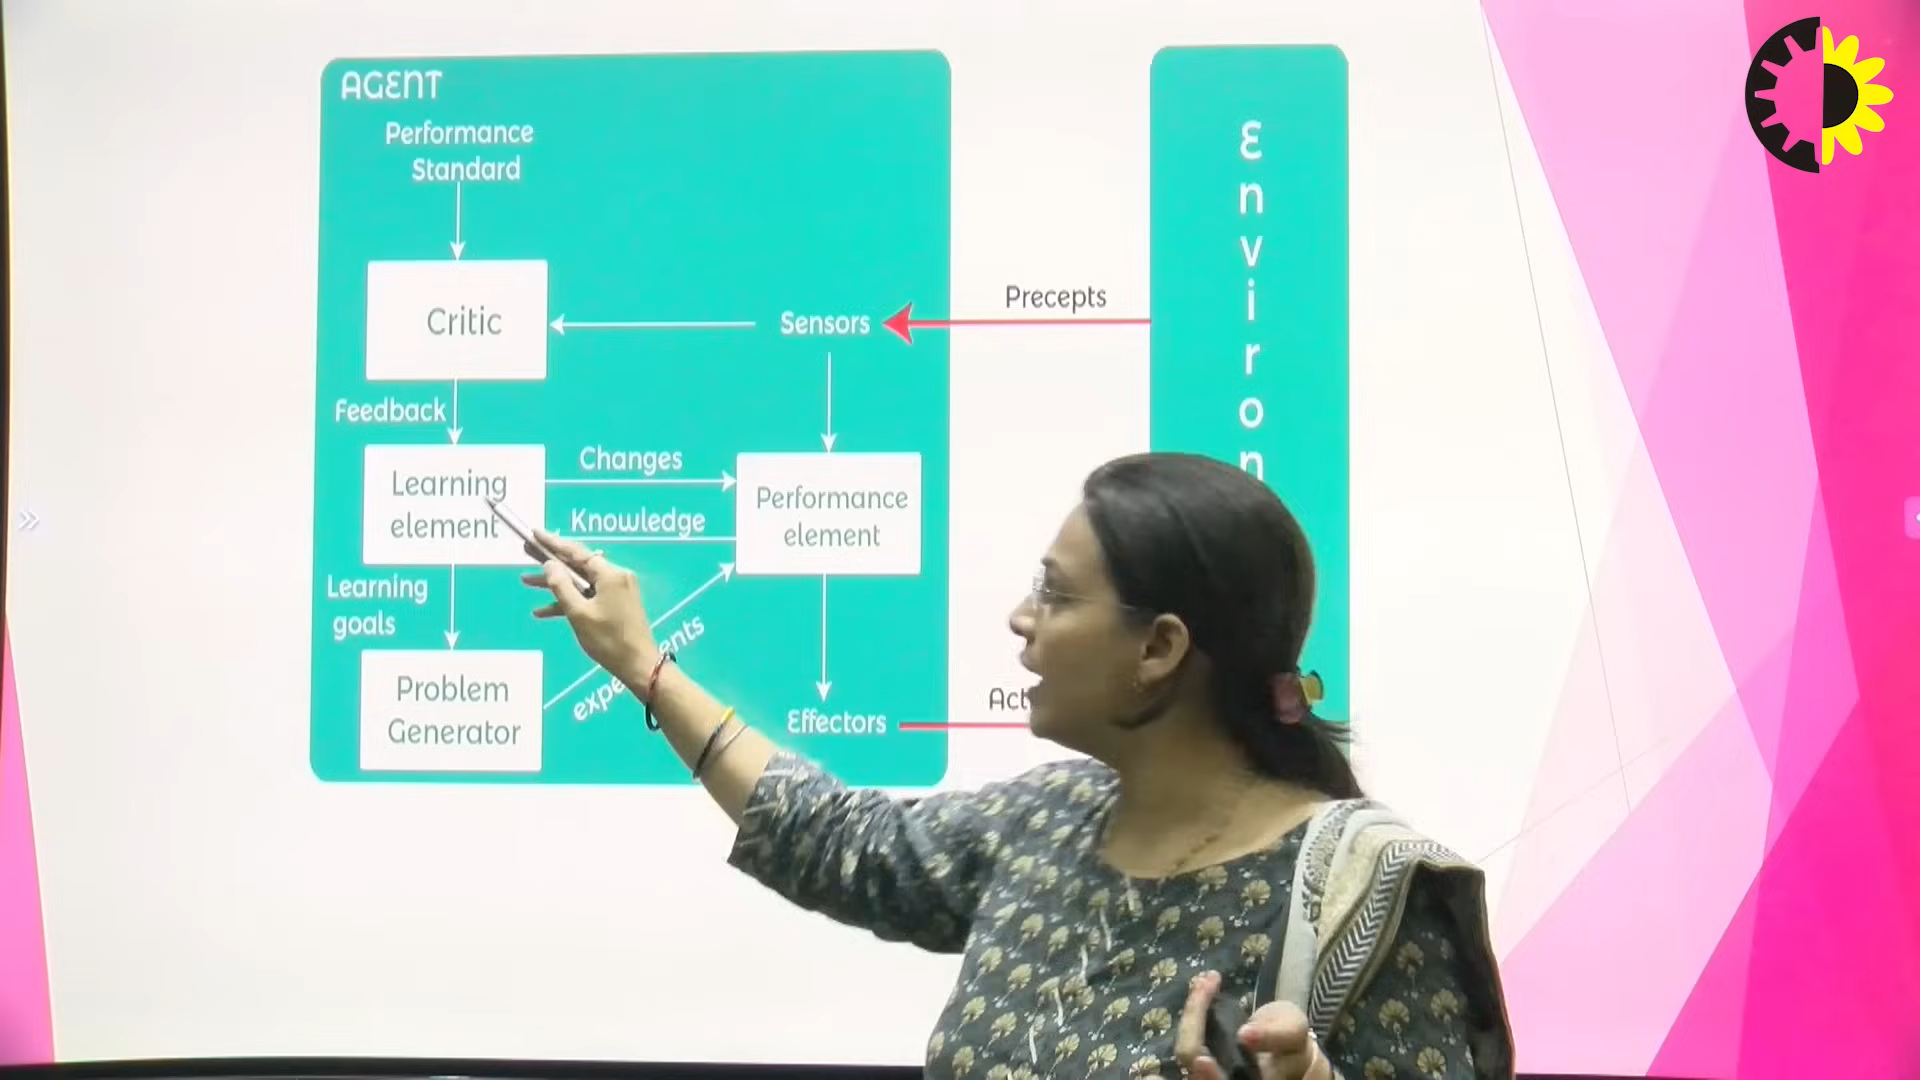 AGENT
Performance
Standard
Critic
Sensors
Precepts
Feedback
Learning
element
Changes
Knowledge
Performance
element
Learning
goals
Problem
Generator
Effectors
E
n
v
i
r
o
n